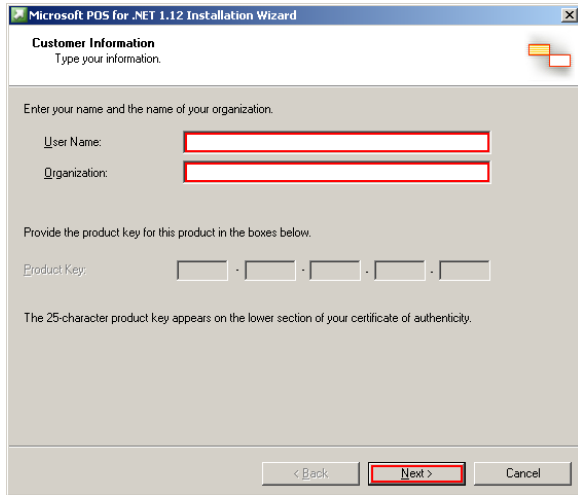 Microsoft POS for .NET 1.12 Installation Wizard
Customer Information
Type your information.
Enter your name and the name of your organization.
User Name:
Organization:
Provide the product key for this product in the boxes below.
Product Key:
- - - -
The 25-character product key appears on the lower section of your certificate of authenticity.
< Back Next > Cancel